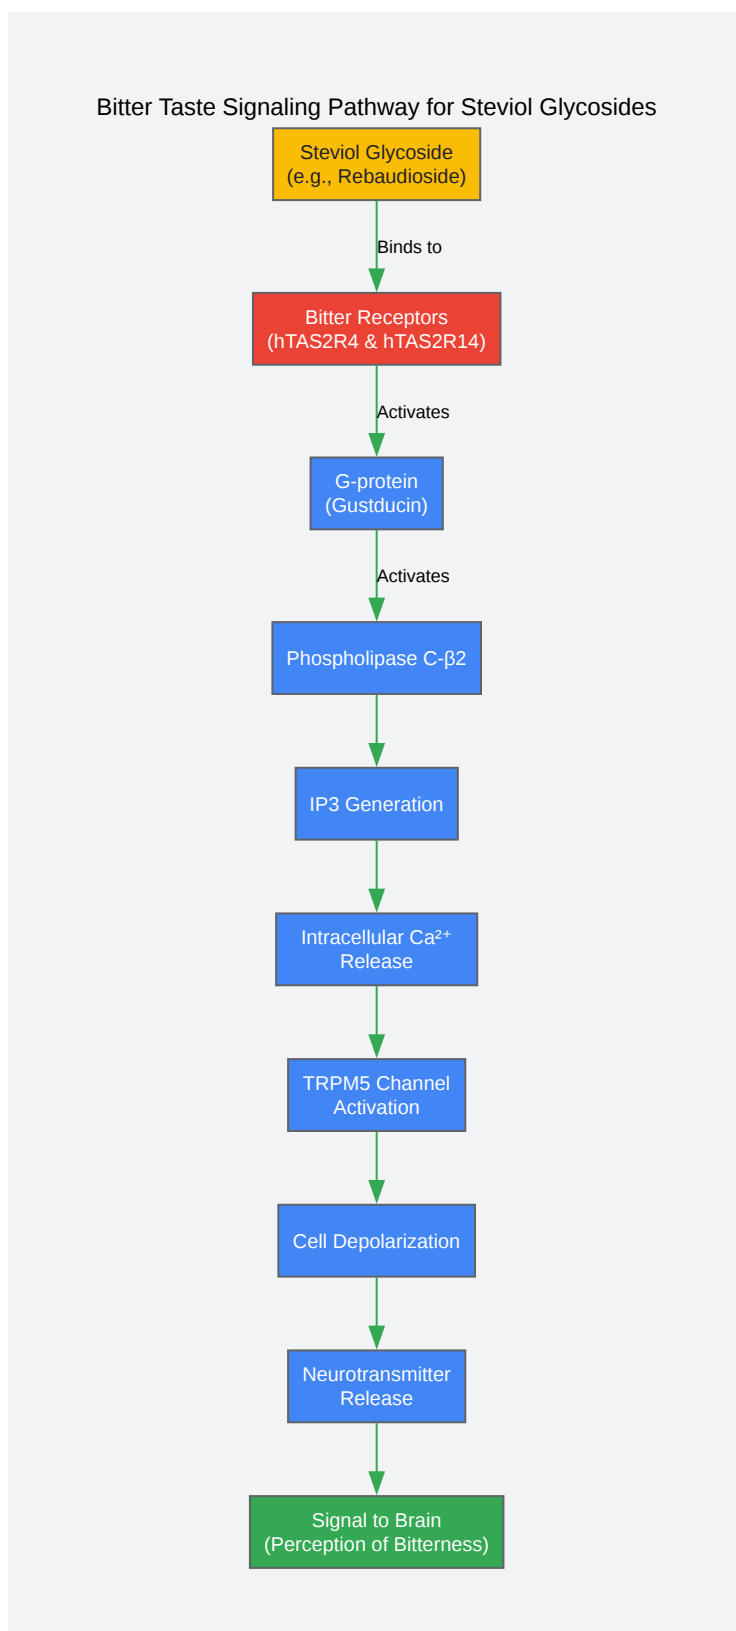 Bitter Taste Signaling Pathway for Steviol Glycosides
Steviol Glycoside
(e.g., Rebaudioside)
Binds to
Bitter Receptors
(hTAS2R4 & hTAS2R14)
Activates
G-protein
(Gustducin)
Activates
Phospholipase C-β2
IP3 Generation
Intracellular Ca²⁺
Release
TRPM5 Channel
Activation
Cell Depolarization
Neurotransmitter
Release
Signal to Brain
(Perception of Bitterness)